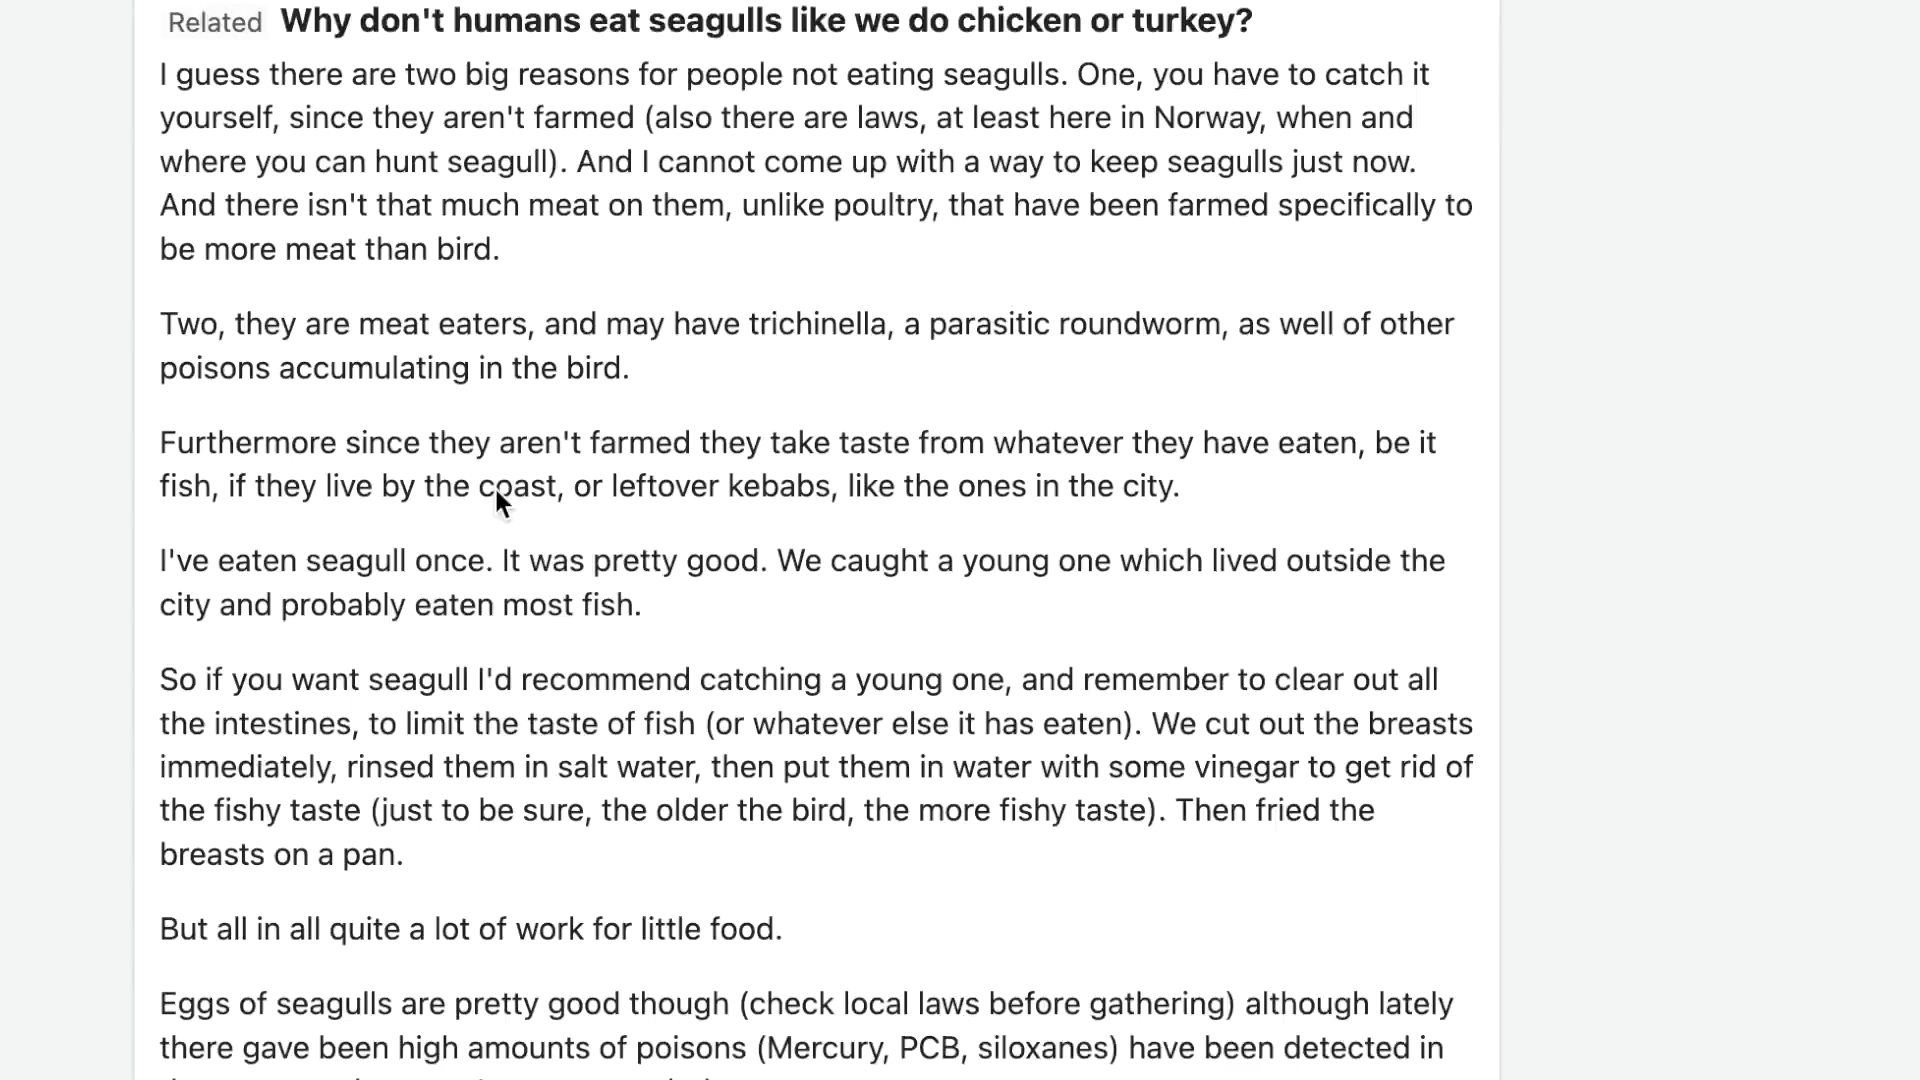 Related Why don't humans eat seagulls like we do chicken or turkey?
I guess there are two big reasons for people not eating seagulls. One, you have to catch it
yourself, since they aren't farmed (also there are laws, at least here in Norway, when and
where you can hunt seagull). And I cannot come up with a way to keep seagulls just now.
And there isn't that much meat on them, unlike poultry, that have been farmed specifically to
be more meat than bird.
Two, they are meat eaters, and may have trichinella, a parasitic roundworm, as well of other
poisons accumulating in the bird.
Furthermore since they aren't farmed they take taste from whatever they have eaten, be it
fish, if they live by the coast, or leftover kebabs, like the ones in the city.
I've eaten seagull once. It was pretty good. We caught a young one which lived outside the
city and probably eaten most fish.
So if you want seagull I'd recommend catching a young one, and remember to clear out all
the intestines, to limit the taste of fish (or whatever else it has eaten). We cut out the breasts
immediately, rinsed them in salt water, then put them in water with some vinegar to get rid of
the fishy taste (just to be sure, the older the bird, the more fishy taste). Then fried the
breasts on a pan.
But all in all quite a lot of work for little food.
Eggs of seagulls are pretty good though (check local laws before gathering) although lately
there gave been high amounts of poisons (Mercury, PCB, siloxanes) have been detected in